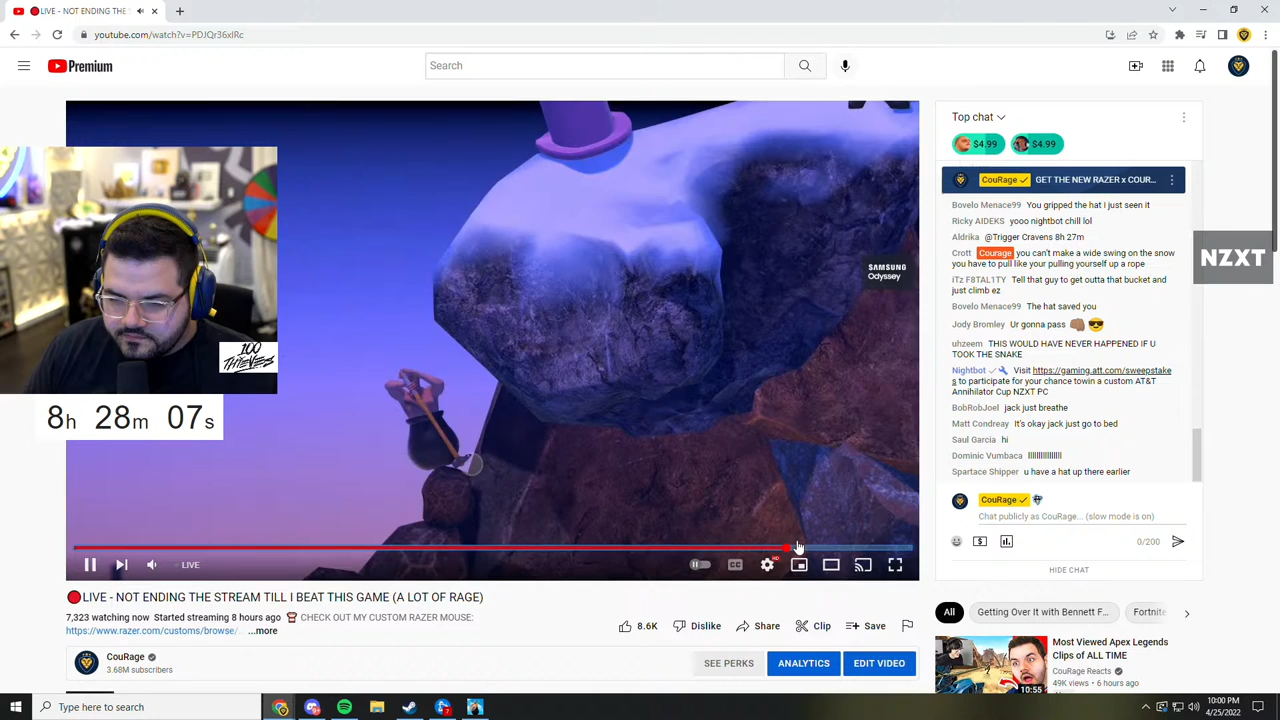 LIVE - NOT ENDING THE S
youtube.com/watch?v=PDJQr36xlRc
Premium
Search
SAMSUNG
Odyssey
100
THIEVES
8h 28m 07s
LIVE
CC
HD
LIVE - NOT ENDING THE STREAM TILL I BEAT THIS GAME (A LOT OF RAGE)
7,323 watching now Started streaming 8 hours ago CHECK OUT MY CUSTOM RAZER MOUSE:
https://www.razer.com/customs/browse/ ...more
8.6K Dislike Share Clip Save
CouRage
3.68M subscribers
SEE PERKS ANALYTICS EDIT VIDEO
Top chat
$4.99 $4.99
CouRage GET THE NEW RAZER x COUR...
Bovelo Menace99 You gripped the hat I just seen it
Ricky AIDEKS yooo nightbot chill lol
Aldrika @Trigger Cravens 8h 27m
Crott Courage you can't make a wide swing on the snow
you have to pull like your pulling yourself up a rope
iTz F8TAL1TY Tell that guy to get outta that bucket and
just climb ez
Bovelo Menace99 The hat saved you
Jody Bromley Ur gonna pass
uhzeem THIS WOULD HAVE NEVER HAPPENED IF U
TOOK THE SNAKE
Nightbot Visit https://gaming.att.com/sweepstake
s to participate for your chance towin a custom AT&T
Annihilator Cup NZXT PC
BobRobJoel jack just breathe
Matt Condreay It's okay jack just go to bed
Saul Garcia hi
Dominic Vumbaca llllllllllllllll
Spartace Shipper u have a hat up there earlier
CouRage
Chat publicly as CouRage... (slow mode is on)
0/200
HIDE CHAT
NZXT
All Getting Over It with Bennett F... Fortnite
Most Viewed Apex Legends
Clips of ALL TIME
CouRage Reacts
49K views • 6 hours ago
10:55
Type here to search
10:00 PM
4/25/2022